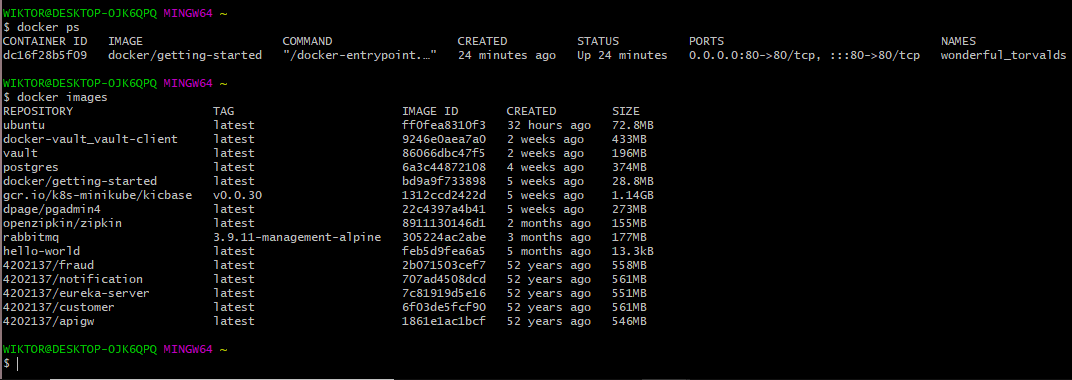 WIKTOR@DESKTOP-OJK6QPQ MINGW64 ~
$ docker ps
CONTAINER ID   IMAGE                    COMMAND                  CREATED          STATUS          PORTS                               NAMES
dc16f28b5f09   docker/getting-started   "/docker-entrypoint.…"   24 minutes ago   Up 24 minutes   0.0.0.0:80->80/tcp, :::80->80/tcp   wonderful_torvalds
WIKTOR@DESKTOP-OJK6QPQ MINGW64 ~
$ docker images
REPOSITORY                    TAG                       IMAGE ID       CREATED        SIZE
ubuntu                        latest                    ff0fea8310f3   32 hours ago   72.8MB
docker-vault_vault-client     latest                    9246e0aea7a0   2 weeks ago    433MB
vault                         latest                    86066dbc47f5   2 weeks ago    196MB
postgres                      latest                    6a3c44872108   4 weeks ago    374MB
docker/getting-started        latest                    bd9a9f733898   5 weeks ago    28.8MB
gcr.io/k8s-minikube/kicbase   v0.0.30                   1312ccd2422d   5 weeks ago    1.14GB
dpage/pgadmin4                latest                    22c4397a4b41   5 weeks ago    273MB
openzipkin/zipkin             latest                    8911130146d1   2 months ago   155MB
rabbitmq                      3.9.11-management-alpine   305224ac2abe   3 months ago   177MB
hello-world                   latest                    feb5d9fea6a5   5 months ago   13.3kB
4202137/fraud                 latest                    2b071503cef7   52 years ago   558MB
4202137/notification          latest                    707ad4508dcd   52 years ago   561MB
4202137/eureka-server         latest                    7c81919d5e16   52 years ago   551MB
4202137/customer              latest                    6f03de5fcf90   52 years ago   561MB
4202137/apigw                 latest                    1861e1ac1bcf   52 years ago   546MB
WIKTOR@DESKTOP-OJK6QPQ MINGW64 ~
$